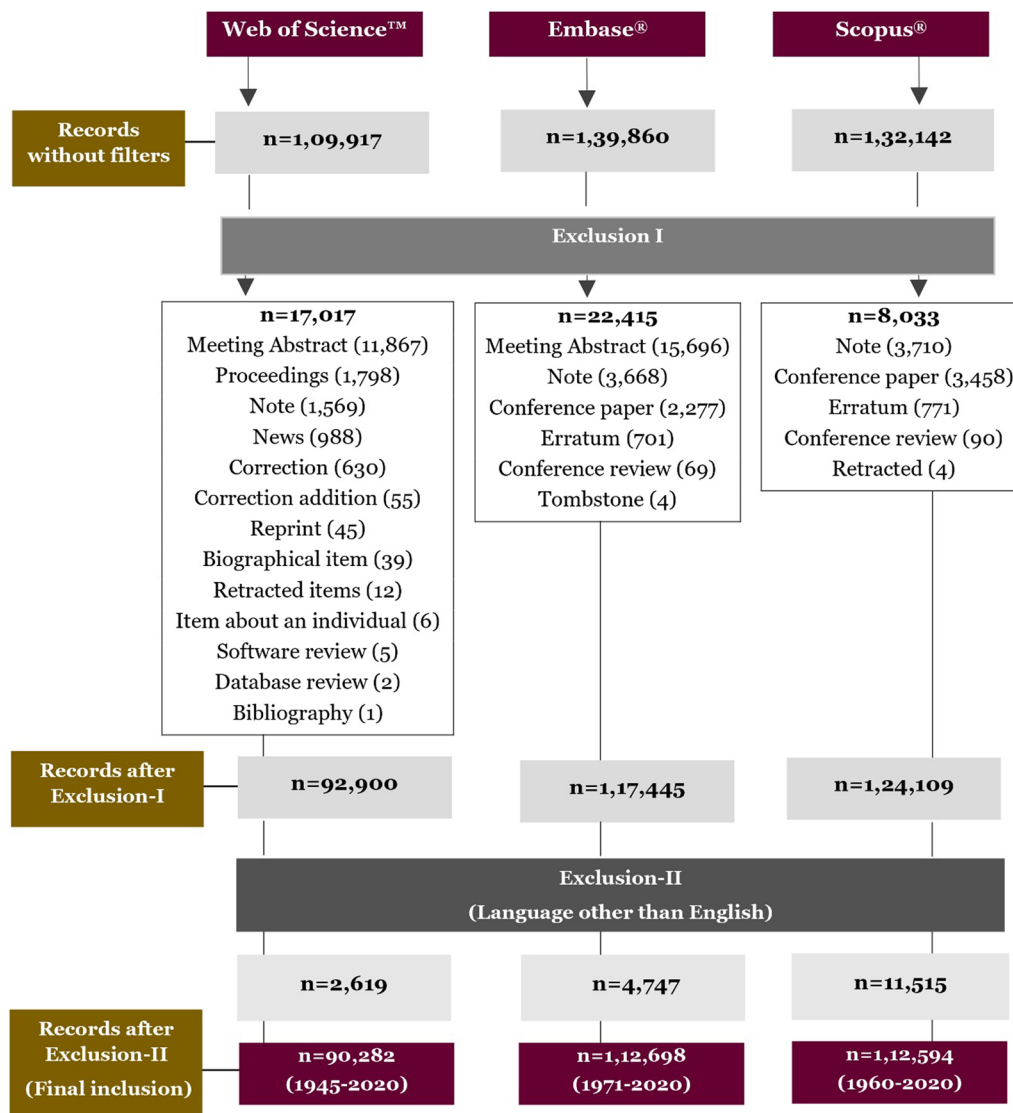 Web of Science™
Embase®
Scopus®
Records
without filters
n=1,09,917
n=1,39,860
n=1,32,142
Exclusion I
n=17,017
Meeting Abstract (11,867)
Proceedings (1,798)
Note (1,569)
News (988)
Correction (630)
Correction addition (55)
Reprint (45)
Biographical item (39)
Retracted items (12)
Item about an individual (6)
Software review (5)
Database review (2)
Bibliography (1)
n=22,415
Meeting Abstract (15,696)
Note (3,668)
Conference paper (2,277)
Erratum (701)
Conference review (69)
Tombstone (4)
n=8,033
Note (3,710)
Conference paper (3,458)
Erratum (771)
Conference review (90)
Retracted (4)
Records after
Exclusion-I
n=92,900
n=1,17,445
n=1,24,109
Exclusion-II
(Language other than English)
n=2,619
n=4,747
n=11,515
Records after
Exclusion-II
(Final inclusion)
n=90,282
(1945-2020)
n=1,12,698
(1971-2020)
n=1,12,594
(1960-2020)